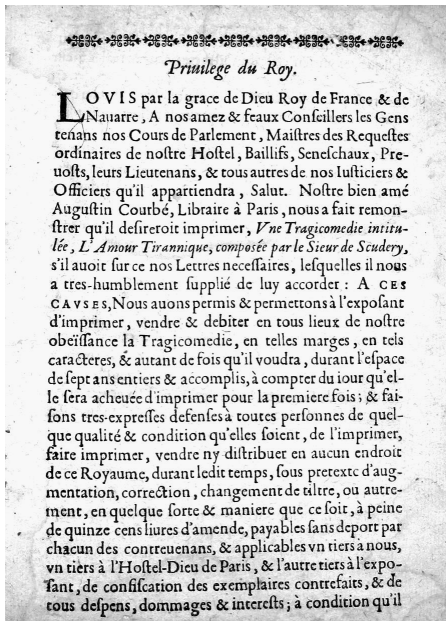 Priuilege du Roy.
LOVIS par la grace de Dieu Roy de France & de
Nauarre, A nos amez & feaux Conſeillers les Gens
tenans nos Cours de Parlement, Maiſtres des Requeſtes
ordinaires de noſtre Hoſtel, Baillifs, Seneſchaux, Pre-
uoſts, leurs Lieutenans, & tous autres de nos Iuſticiers &
Officiers qu'il appartiendra, Salut. Noſtre bien amé
Auguſtin Courbé, Libraire à Paris, nous a fait remon-
ſtrer qu'il deſireroit imprimer, Vne Tragicomedie intitu-
lée, L'Amour Tirannique, compoſée par le Sieur de Scudery,
s'il auoit ſur ce nos Lettres neceſſaires, leſquelles il nous
a tres-humblement ſupplié de luy accorder : A CES
CAVSES, Nous auons permis & permettons à l'expoſant
d'imprimer, vendre & debiter en tous lieux de noſtre
obeïſſance la Tragicomedie, en telles marges, en tels
caracteres, & autant de fois qu'il voudra, durant l'eſpace
de ſept ans entiers & accomplis, à compter du iour qu'el-
le ſera acheuée d'imprimer pour la premiere fois ; & fai-
ſons tres-expreſſes defenſes à toutes perſonnes de quel-
que qualité & condition qu'elles ſoient, de l'imprimer,
faire imprimer, vendre ny diſtribuer en aucun endroit
de ce Royaume, durant ledit temps, ſous pretexte d'aug-
mentation, correction, changement de tiltre, ou autre-
ment, en quelque ſorte & maniere que ce ſoit, à peine
de quinze cens liures d'amende, payables ſans deport par
chacun des contreuenans, & applicables vn tiers à nous,
vn tiers à l'Hoſtel-Dieu de Paris, & l'autre tiers à l'expo-
ſant, de confiſcation des exemplaires contrefaits, & de
tous deſpens, dommages & intereſts ; à condition qu'il